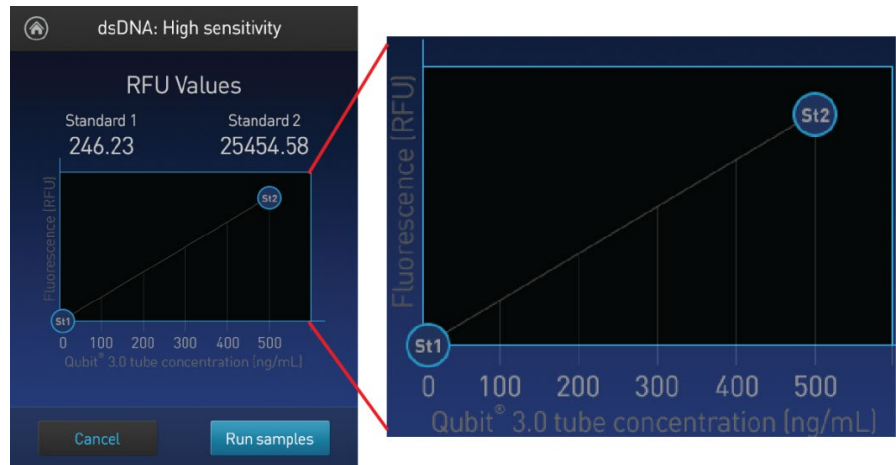 dsDNA: High sensitivity
RFU Values
Standard 1 Standard 2
246.23 25454.58
Fluorescence (RFU)
St2
St1
0 100 200 300 400 500
Qubit® 3.0 tube concentration (ng/mL)
Cancel Run samples
Fluorescence (RFU)
St2
St1
0 100 200 300 400 500
Qubit® 3.0 tube concentration (ng/mL)